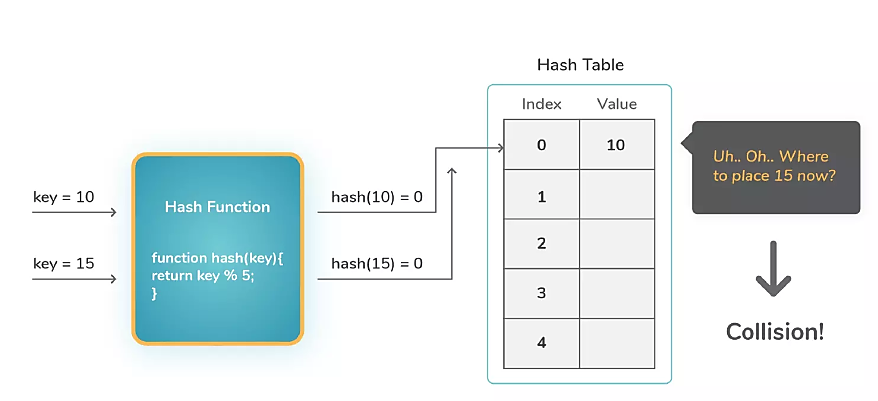 Hash Table
Index Value
0 10
1
2
3
4
key = 10
key = 15
Hash Function
function hash(key){
return key % 5;
}
hash(10) = 0
hash(15) = 0
Uh.. Oh.. Where
to place 15 now?
Collision!